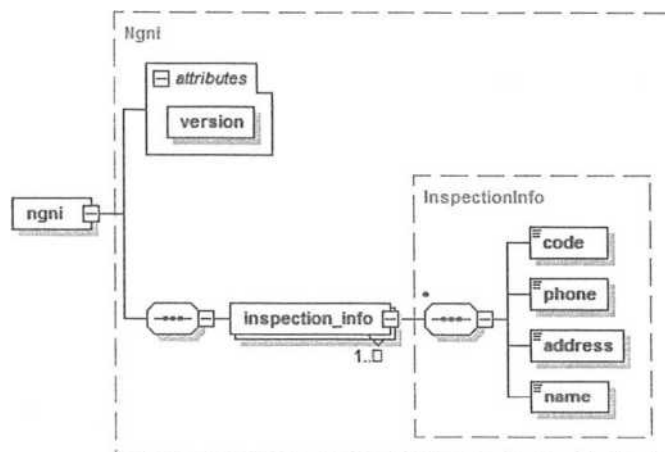 Ngni
attributes
version
ngni
InspectionInfo
code
phone
inspection_info
1..□
address
name